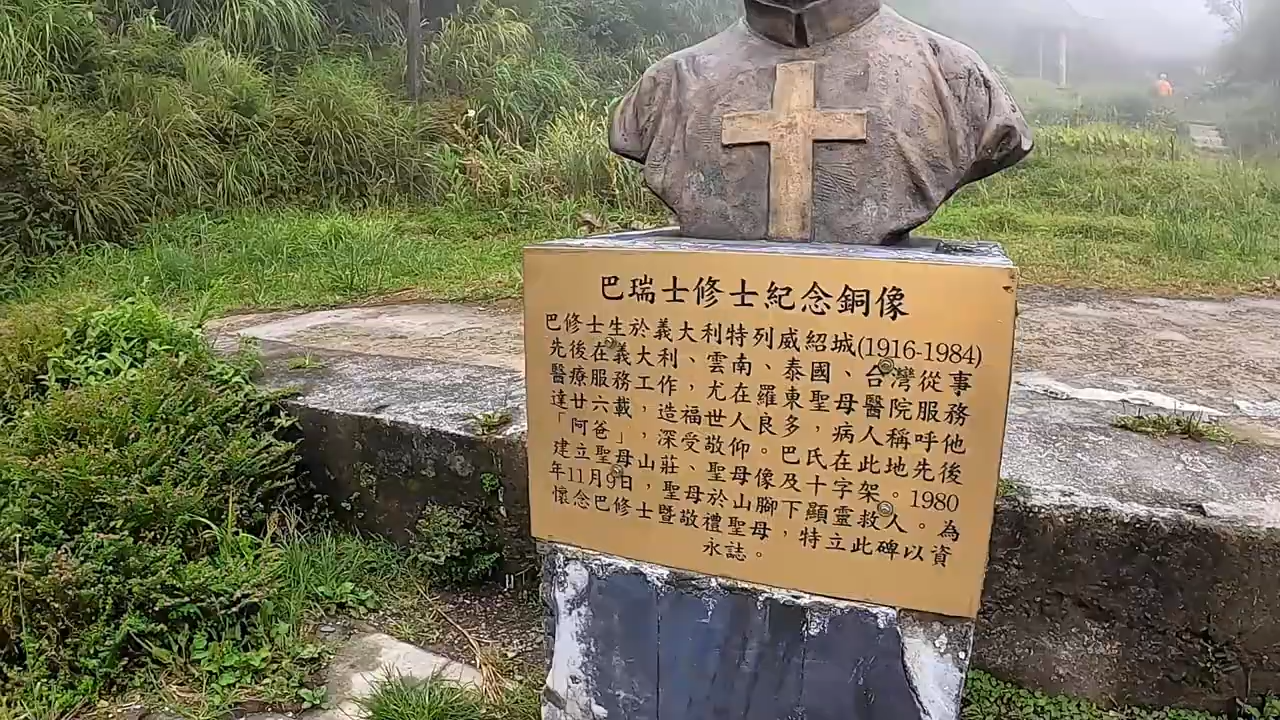 巴瑞士修士紀念銅像
巴修士生於義大利特列威紹城(1916-1984)
先後在義大利、雲南、泰國、台灣從事
醫療服務工作，尤在羅東聖母醫院服務
達廿六載，造福世人良多，病人稱呼他
「阿爸」，深受敬仰。巴氏在此地先後
建立聖母山莊、聖母像及十字架。1980
年11月9日，聖母於山腳下顯靈救人。為
懷念巴修士暨敬禮聖母，特立此碑以資
永誌。